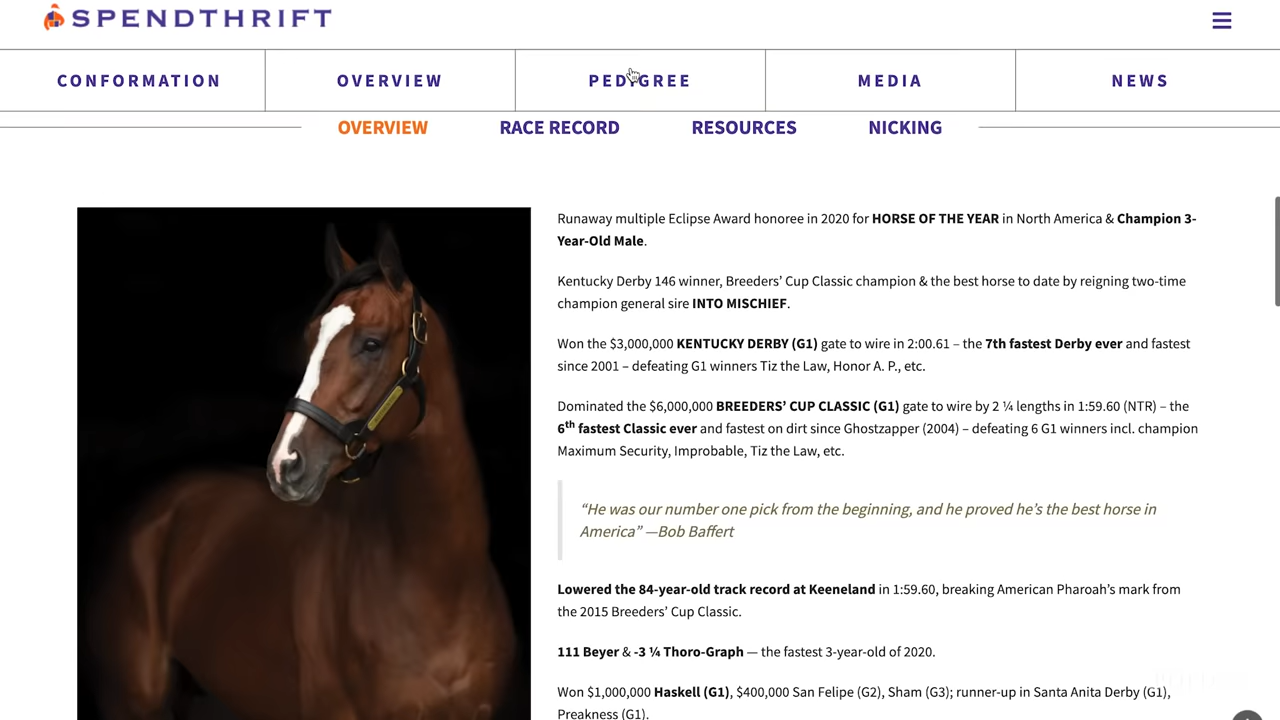 SPENDTHRIFT
CONFORMATION
OVERVIEW
PEDIGREE
MEDIA
NEWS
OVERVIEW
RACE RECORD
RESOURCES
NICKING
Runaway multiple Eclipse Award honoree in 2020 for HORSE OF THE YEAR in North America & Champion 3-
Year-Old Male.
Kentucky Derby 146 winner, Breeders’ Cup Classic champion & the best horse to date by reigning two-time
champion general sire INTO MISCHIEF.
Won the $3,000,000 KENTUCKY DERBY (G1) gate to wire in 2:00.61 – the 7th fastest Derby ever and fastest
since 2001 – defeating G1 winners Tiz the Law, Honor A. P., etc.
Dominated the $6,000,000 BREEDERS’ CUP CLASSIC (G1) gate to wire by 2 ¼ lengths in 1:59.60 (NTR) – the
6th fastest Classic ever and fastest on dirt since Ghostzapper (2004) – defeating 6 G1 winners incl. champion
Maximum Security, Improbable, Tiz the Law, etc.
“He was our number one pick from the beginning, and he proved he’s the best horse in
America” —Bob Baffert
Lowered the 84-year-old track record at Keeneland in 1:59.60, breaking American Pharoah’s mark from
the 2015 Breeders’ Cup Classic.
111 Beyer & -3 ¼ Thoro-Graph — the fastest 3-year-old of 2020.
Won $1,000,000 Haskell (G1), $400,000 San Felipe (G2), Sham (G3); runner-up in Santa Anita Derby (G1),
Preakness (G1).